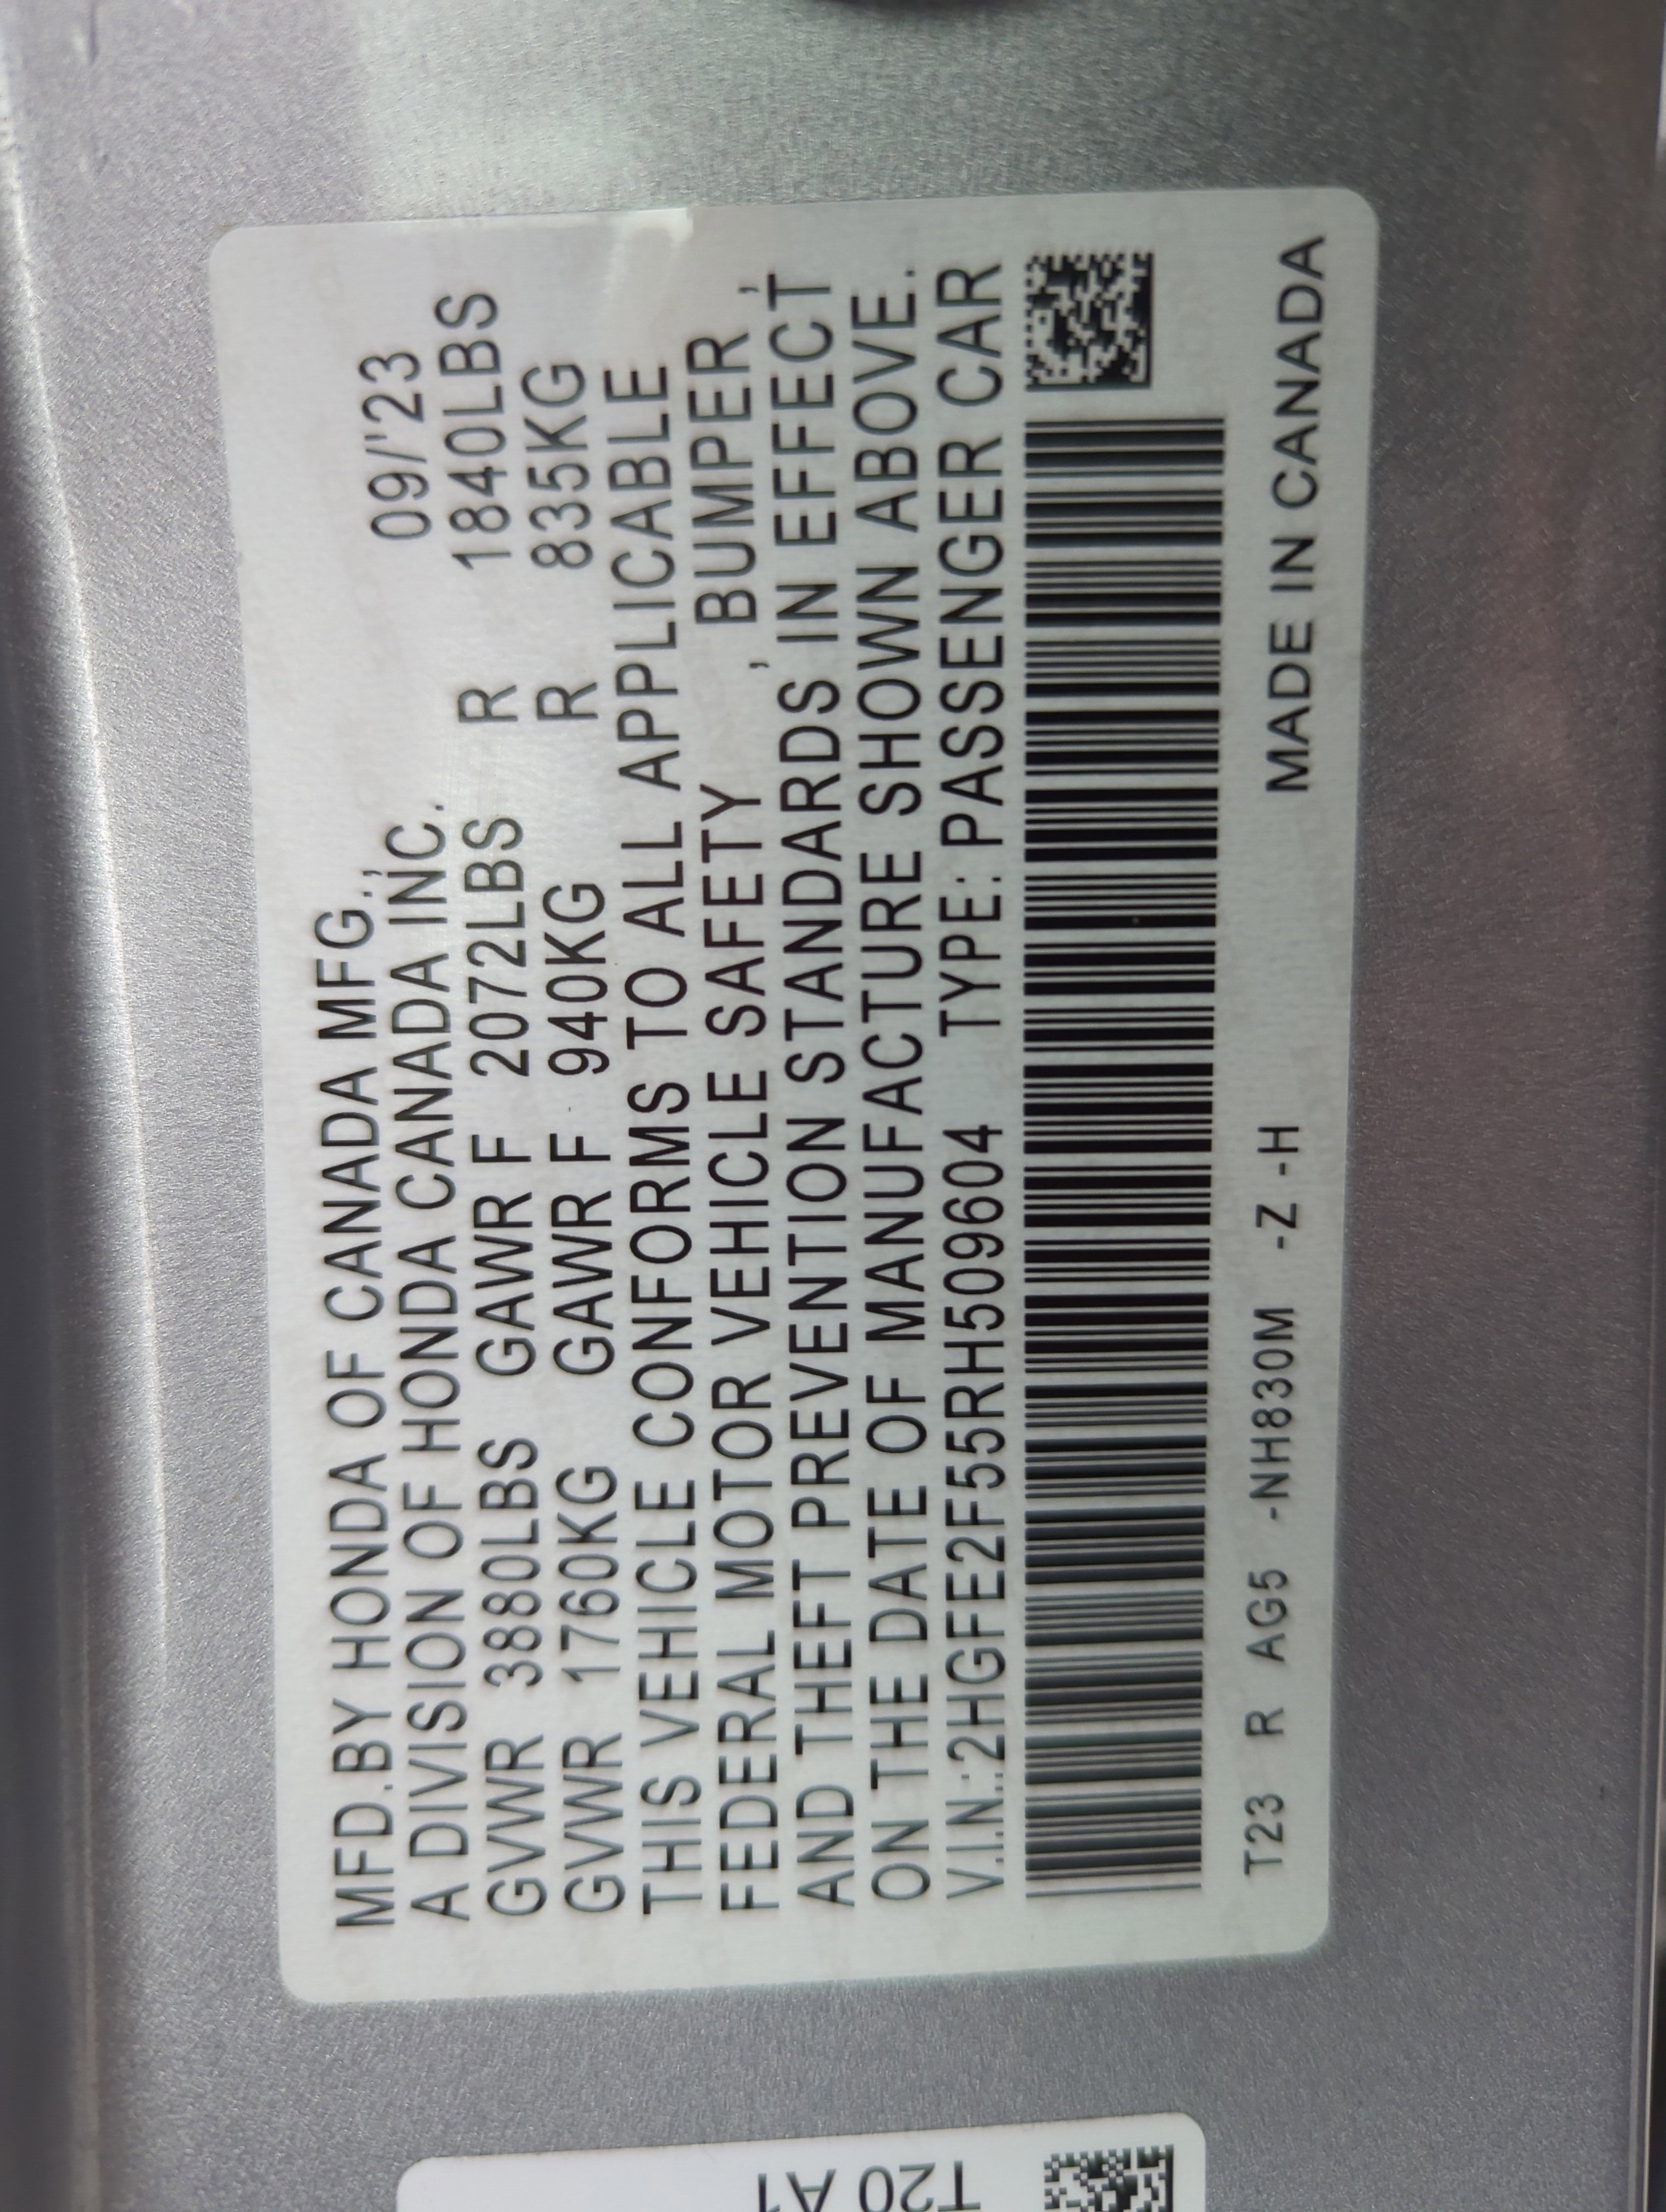 MFD.BY HONDA OF CANADA MFG.,
A DIVISION OF HONDA CANADA INC. 09/'23
GVWR 3880LBS GAWR F 2072LBS R 1840LBS
GVWR 1760KG GAWR F 940KG R 835KG
THIS VEHICLE CONFORMS TO ALL APPLICABLE
FEDERAL MOTOR VEHICLE SAFETY , BUMPER ,
AND THEFT PREVENTION STANDARDS IN EFFECT
ON THE DATE OF MANUFACTURE SHOWN ABOVE.
V.I.N.:2HGFE2F55RH509604 TYPE: PASSENGER CAR
T23 R AG5 -NH830M -Z -H MADE IN CANADA
T20 A1